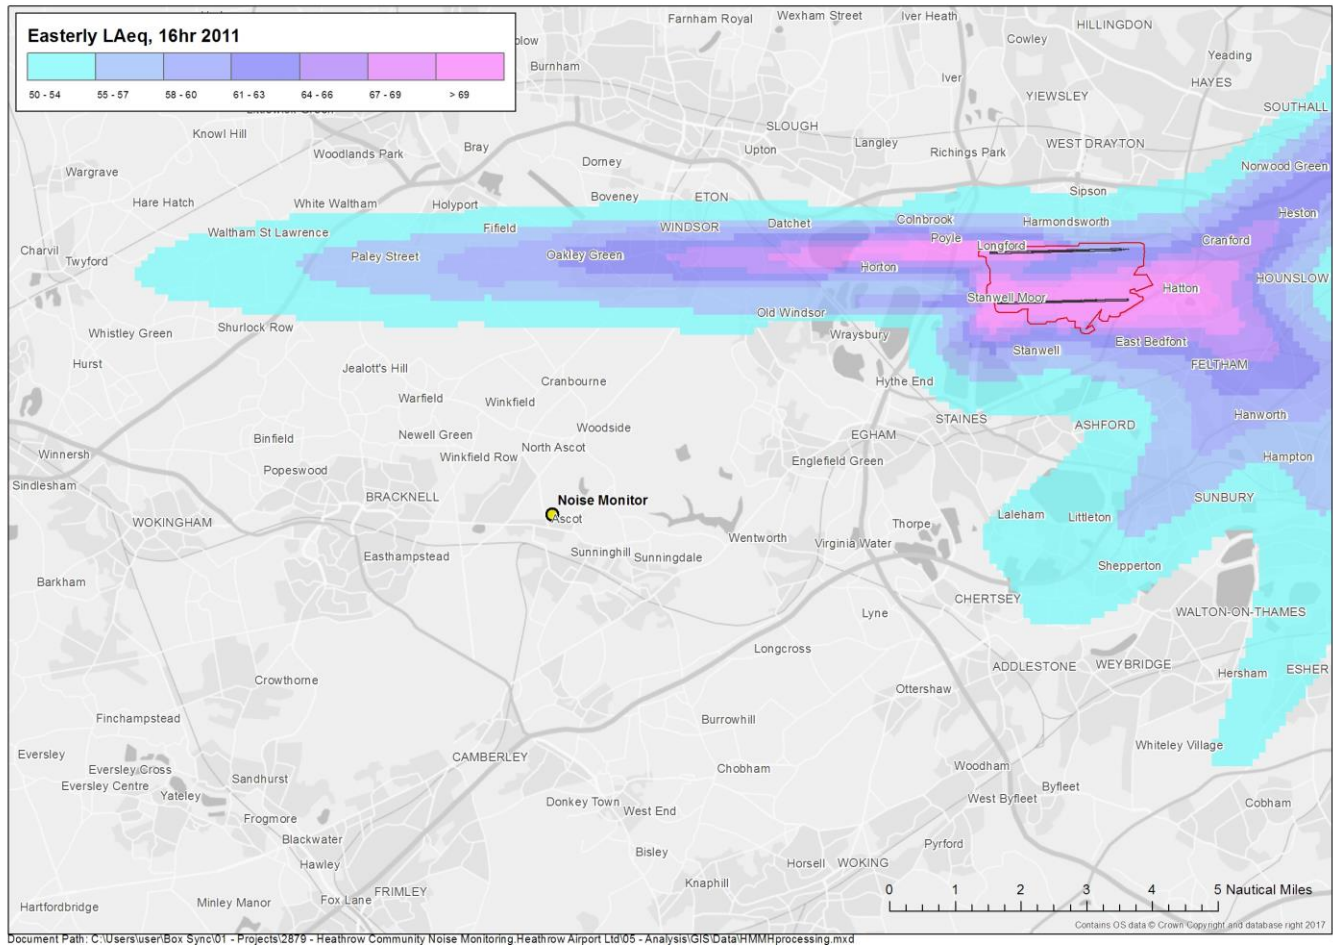 Farnham Royal
Wexham Street
Iver Heath
HILLINGDON
Easterly LAeq, 16hr 2011
Cowley
Yeading
Burnham
Iver
HAYES
50 - 54 55 - 57 58 - 60 61 - 63 64 - 66 67 - 69 > 69
YIEWSLEY
SOUTHALL
Knowl Hill
SLOUGH
Woodlands Park
Bray
Upton
Langley
Richings Park
WEST DRAYTON
Wargrave
Dorney
Norwood Green
Hare Hatch
White Waltham
Holyport
Boveney
ETON
Sipson
Waltham St Lawrence
Fifield
WINDSOR
Datchet
Colnbrook
Harmondsworth
Heston
Charvil
Twyford
Paley Street
Oakley Green
Poyle
Longford
Cranford
Horton
HOUNSLOW
Stanwell Moor
Hatton
Shurlock Row
Old Windsor
Whistley Green
Wraysbury
Stanwell
East Bedfont
Hurst
Jealott's Hill
FELTHAM
Cranbourne
Hythe End
Warfield
Winkfield
STAINES
Hanworth
Binfield
Newell Green
Woodside
EGHAM
ASHFORD
Winnersh
Winkfield Row
North Ascot
Englefield Green
Hampton
Sindlesham
Popeswood
BRACKNELL
Noise Monitor
SUNBURY
WOKINGHAM
Ascot
Laleham
Littleton
Thorpe
Easthampstead
Sunninghill
Sunningdale
Wentworth
Virginia Water
Shepperton
Barkham
CHERTSEY
Lyne
WALTON-ON-THAMES
Longcross
ADDLESTONE
WEYBRIDGE
Hersham
ESHER
Crowthorne
Ottershaw
Finchampstead
Burrowhill
Whiteley Village
Eversley
CAMBERLEY
Eversley Cross
Sandhurst
Chobham
Woodham
Eversley Centre
Yateley
Byfleet
West Byfleet
Donkey Town
West End
Cobham
Frogmore
Blackwater
Pyrford
Hawley
Bisley
Horsell
WOKING
FRIMLEY
Knaphill
Hartfordbridge
Minley Manor
Fox Lane
0 1 2 3 4 5 Nautical Miles
Contains OS data © Crown Copyright and database right 2017
Document Path: C:\Users\user\Box Sync\01 - Projects\2879 - Heathrow Community Noise Monitoring.Heathrow Airport Ltd\05 - Analysis\GIS\Data\HMMHprocessing.mxd